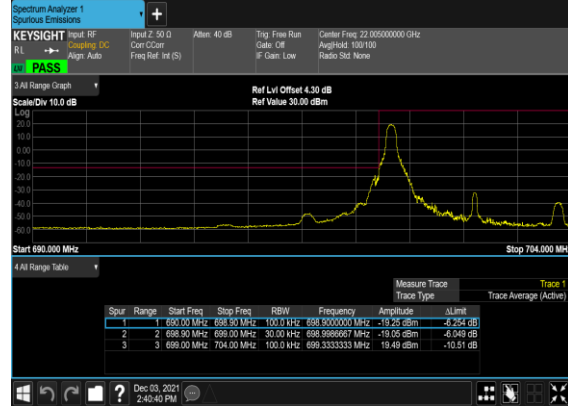 Spectrum Analyzer 1
Spurious Emissions
KEYSIGHT Input: RF Input Z: 50 Ω Atten: 40 dB Trig: Free Run Center Freq: 22.005000000 GHz
RL Coupling: DC Corr CCorr Gate: Off Avg|Hold: 100/100
Align: Auto Freq Ref: Int (S) IF Gain: Low Radio Std: None
PASS
3 All Range Graph
Ref Lvl Offset 4.30 dB
Scale/Div 10.0 dB Ref Value 30.00 dBm
Log
20.0
10.0
0.00
-10.0
-20.0
-30.0
-40.0
-50.0
-60.0
Start 690.000 MHz Stop 704.000 MH
4 All Range Table
Measure Trace Trace 1
Trace Type Trace Average (Active)
Spur Range Start Freq Stop Freq RBW Frequency Amplitude ΔLimit
1 1 690.00 MHz 698.90 MHz 100.0 kHz 698.9000000 MHz -19.25 dBm -6.254 dB
2 2 698.90 MHz 699.00 MHz 30.00 kHz 698.9986667 MHz -19.05 dBm -6.049 dB
3 3 699.00 MHz 704.00 MHz 100.0 kHz 699.3333333 MHz 19.49 dBm -10.51 dB
? Dec 03, 2021
2:40:40 PM